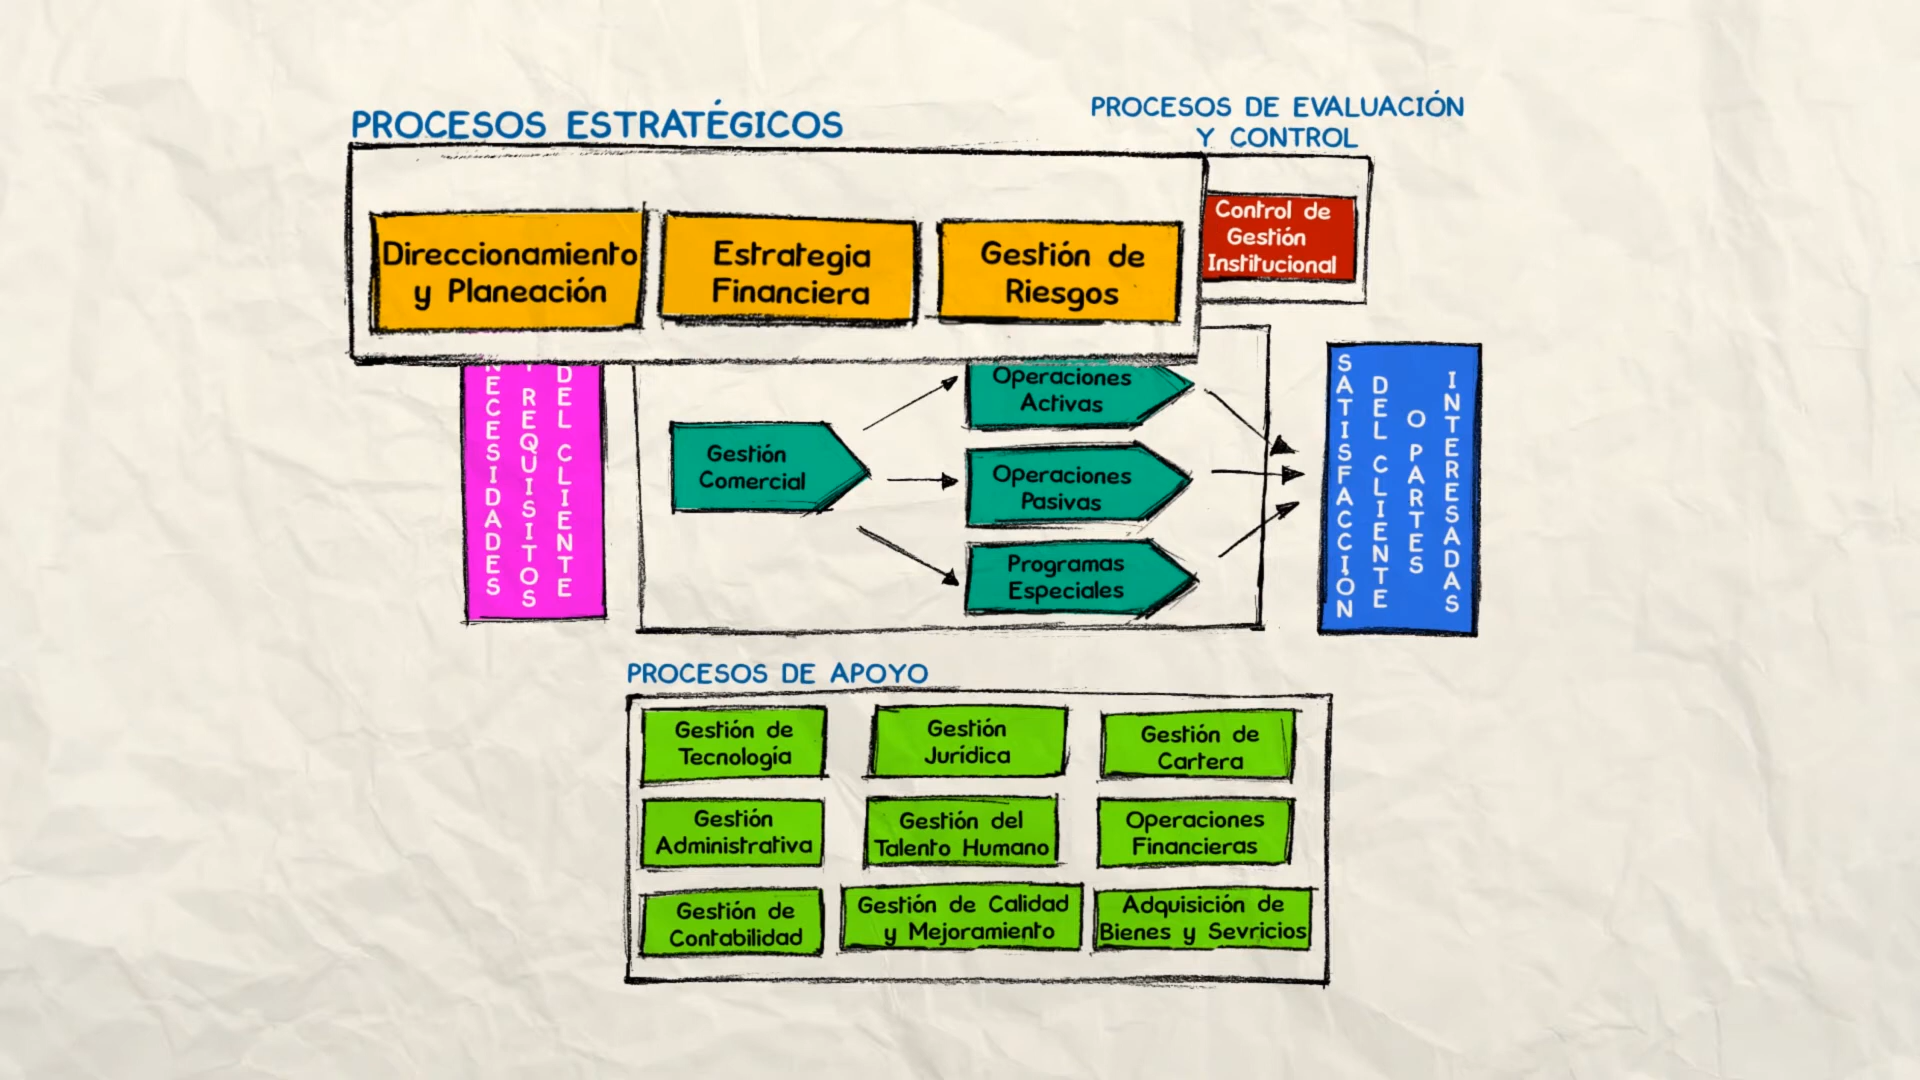 PROCESOS ESTRATÉGICOS
PROCESOS DE EVALUACIÓN
Y CONTROL
Direccionamiento
y Planeación
Estrategia
Financiera
Gestión de
Riesgos
Control de
Gestión
Institucional
NECESIDADES
Y REQUISITOS
DEL CLIENTE
Gestión
Comercial
Operaciones
Activas
Operaciones
Pasivas
Programas
Especiales
SATISFACCIÓN
DEL CLIENTE
O PARTES
INTERESADAS
PROCESOS DE APOYO
Gestión de
Tecnología
Gestión
Jurídica
Gestión de
Cartera
Gestión
Administrativa
Gestión del
Talento Humano
Operaciones
Financieras
Gestión de
Contabilidad
Gestión de Calidad
y Mejoramiento
Adquisición de
Bienes y Sevricios